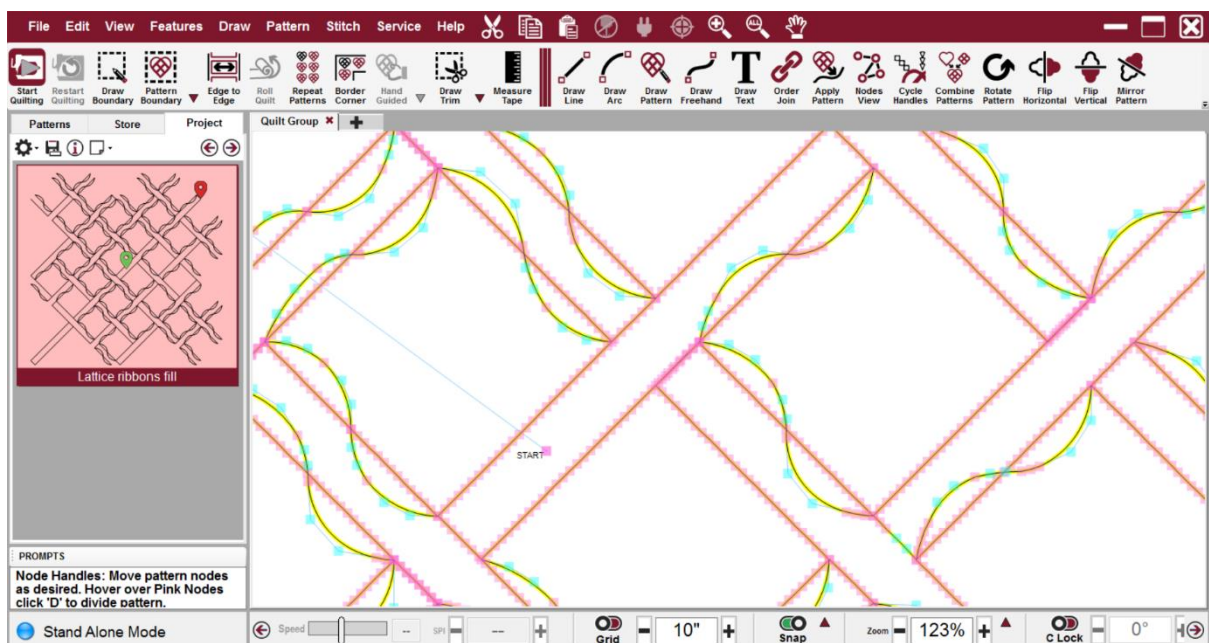 File Edit View Features Draw Pattern Stitch Service Help
ALL
Start Quilting
Restart Quilting
Draw Boundary
Pattern Boundary
Edge to Edge
Roll Quilt
Repeat Patterns
Border Corner
Hand Guided
Draw Trim
Measure Tape
Draw Line
Draw Arc
Draw Pattern
Draw Freehand
T
Draw Text
Order Join
Apply Pattern
Nodes View
Cycle Handles
Combine Patterns
Rotate Pattern
Flip Horizontal
Flip Vertical
Mirror Pattern
Patterns Store Project
Quilt Group
Lattice ribbons fill
START
PROMPTS
Node Handles: Move pattern nodes
as desired. Hover over Pink Nodes
click 'D' to divide pattern.
Stand Alone Mode
Speed -- SPI -- Grid 10" Snap Zoom 123% C Lock 0°